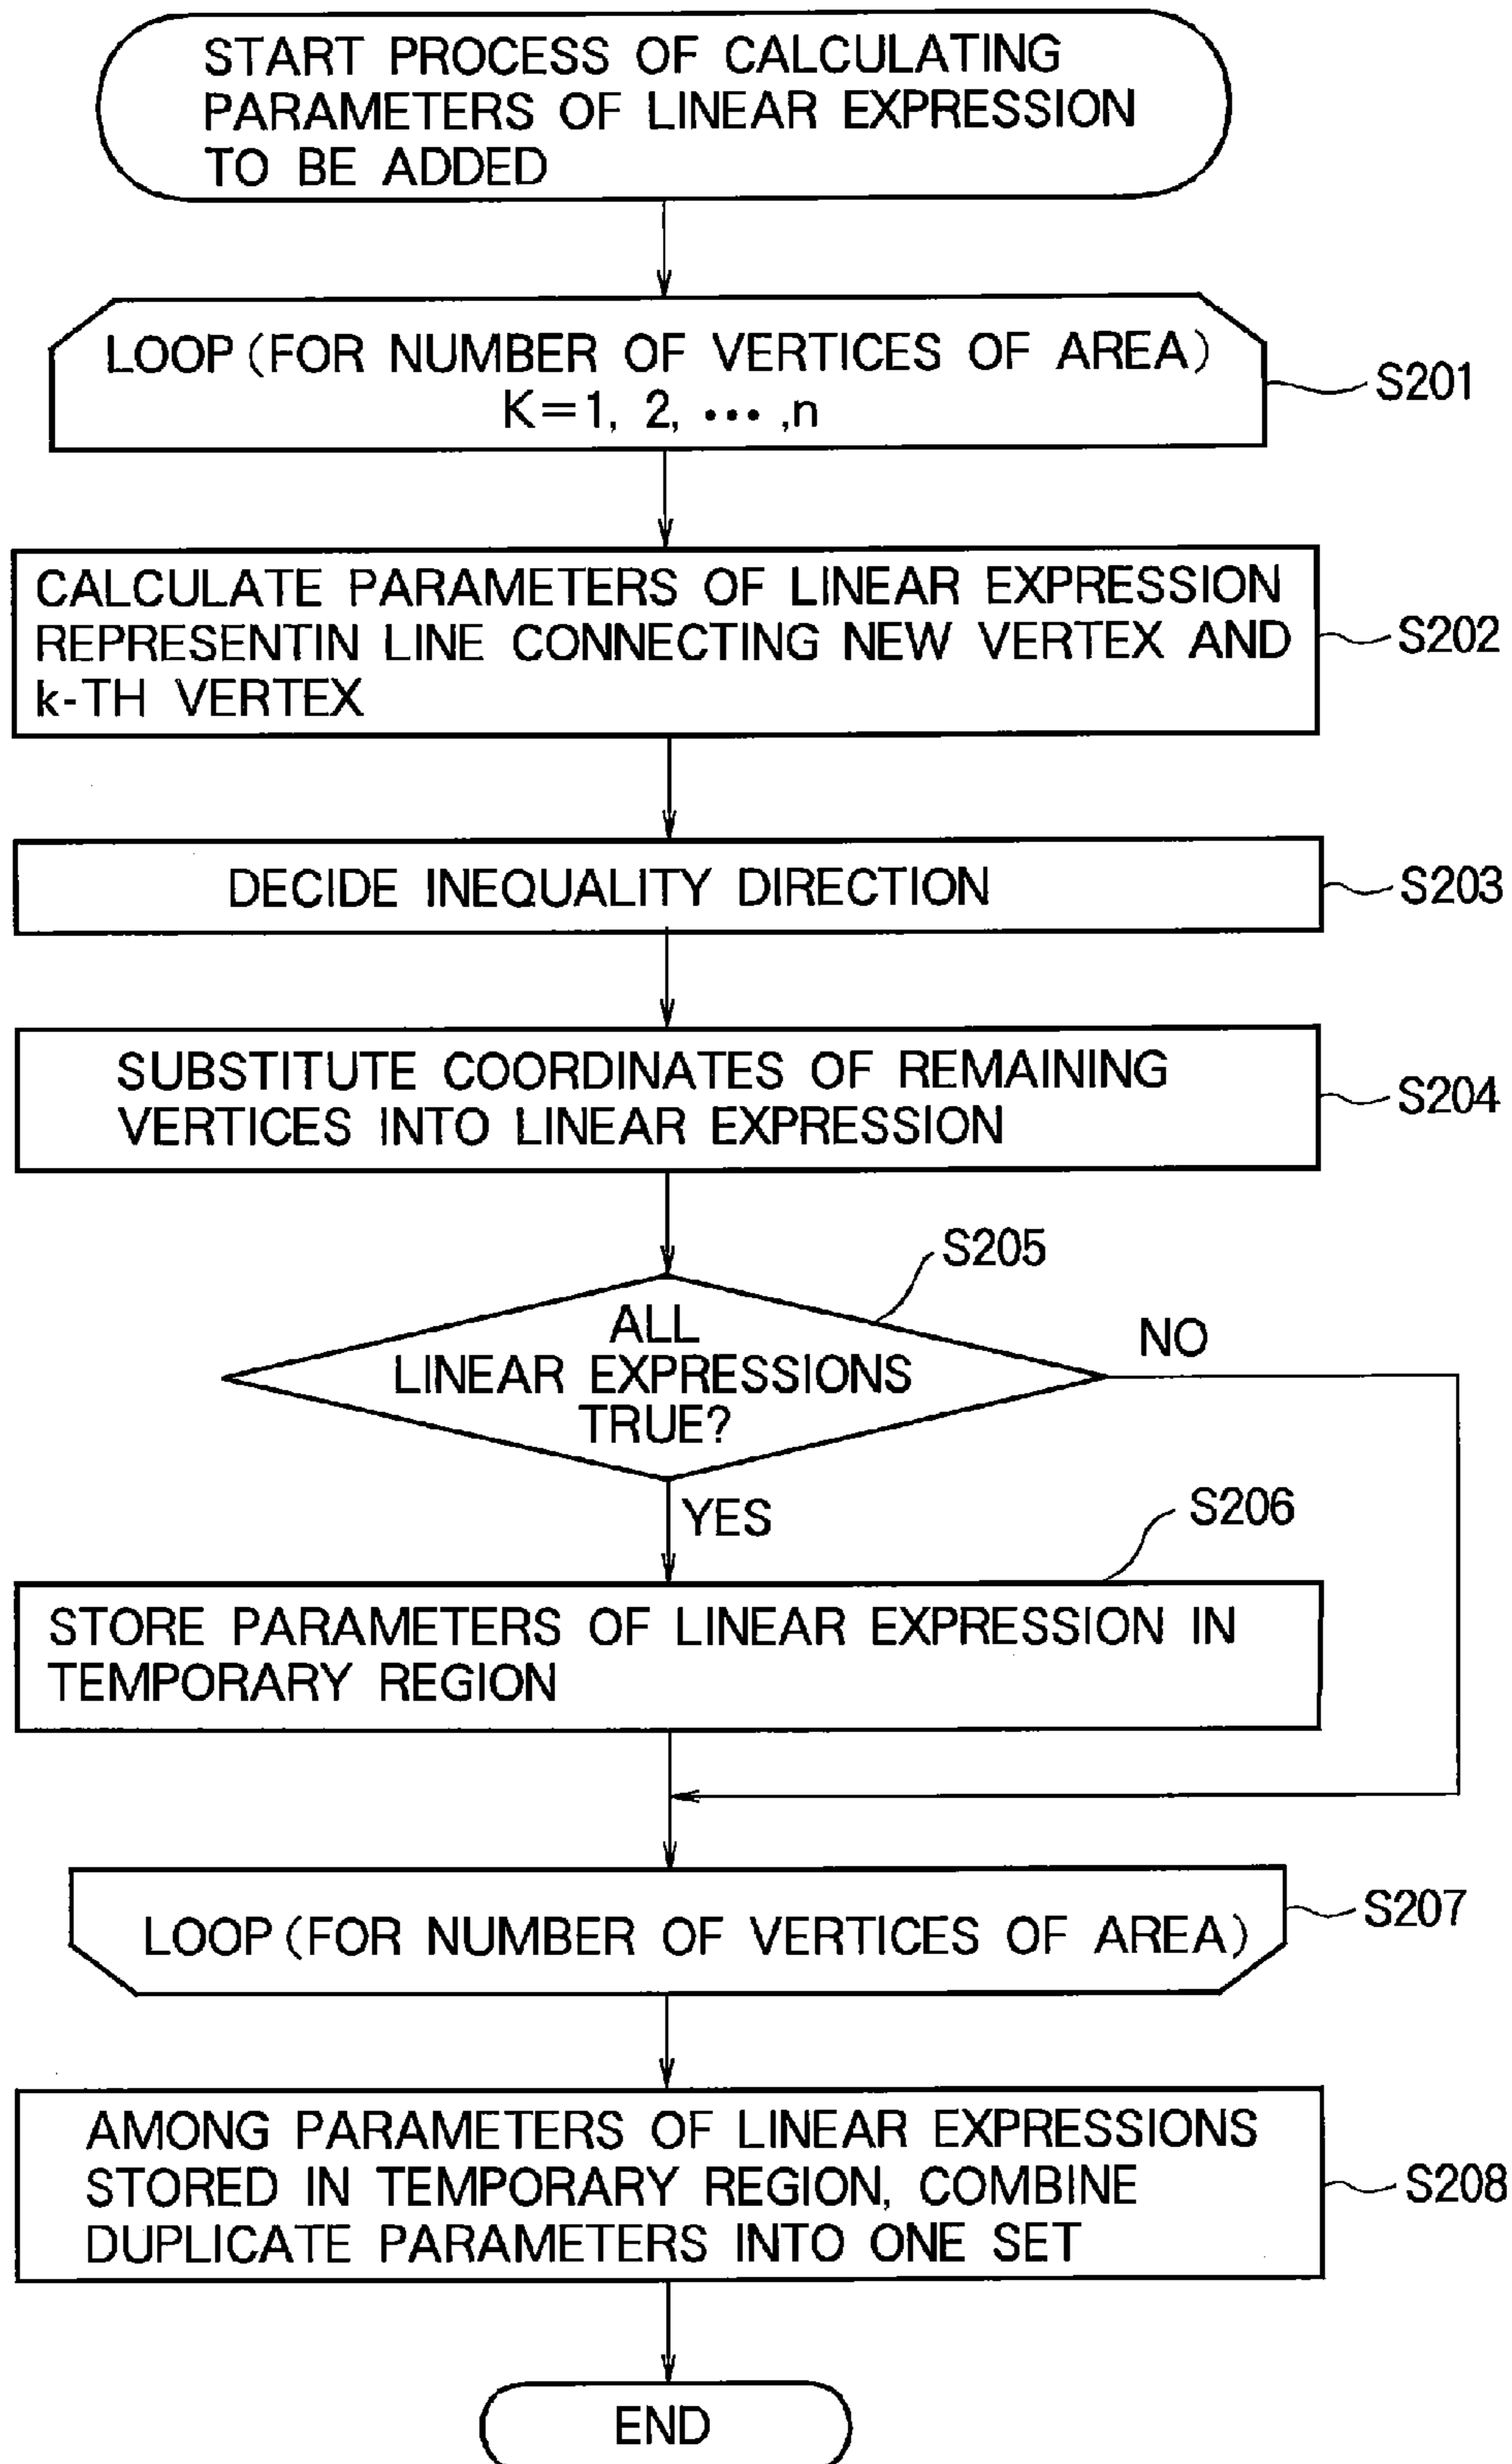 START PROCESS OF CALCULATING
PARAMETERS OF LINEAR EXPRESSION
TO BE ADDED
LOOP(FOR NUMBER OF VERTICES OF AREA)
K=1, 2, ••• ,n
S201
CALCULATE PARAMETERS OF LINEAR EXPRESSION
REPRESENTIN LINE CONNECTING NEW VERTEX AND
k-TH VERTEX
S202
DECIDE INEQUALITY DIRECTION
S203
SUBSTITUTE COORDINATES OF REMAINING
VERTICES INTO LINEAR EXPRESSION
S204
S205
ALL
LINEAR EXPRESSIONS
TRUE?
NO
YES
S206
STORE PARAMETERS OF LINEAR EXPRESSION IN
TEMPORARY REGION
LOOP(FOR NUMBER OF VERTICES OF AREA)
S207
AMONG PARAMETERS OF LINEAR EXPRESSIONS
STORED IN TEMPORARY REGION, COMBINE
DUPLICATE PARAMETERS INTO ONE SET
S208
END